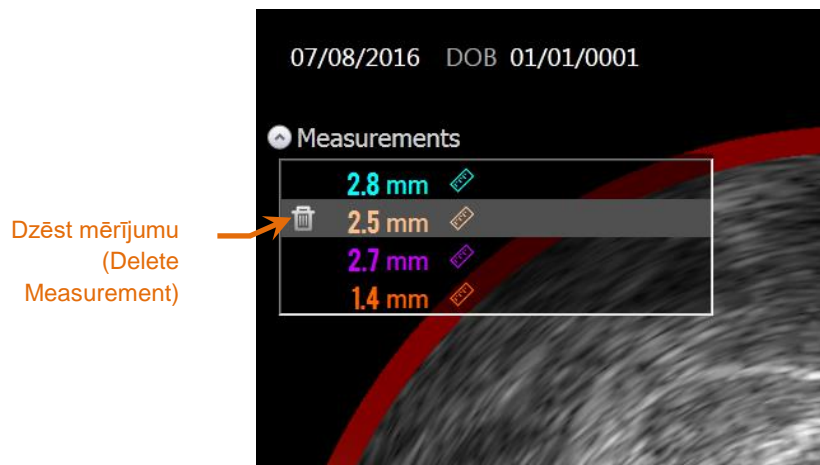 07/08/2016 DOB 01/01/0001
Measurements
2.8 mm
2.5 mm
2.7 mm
1.4 mm
Dzēst mērījumu
(Delete
Measurement)